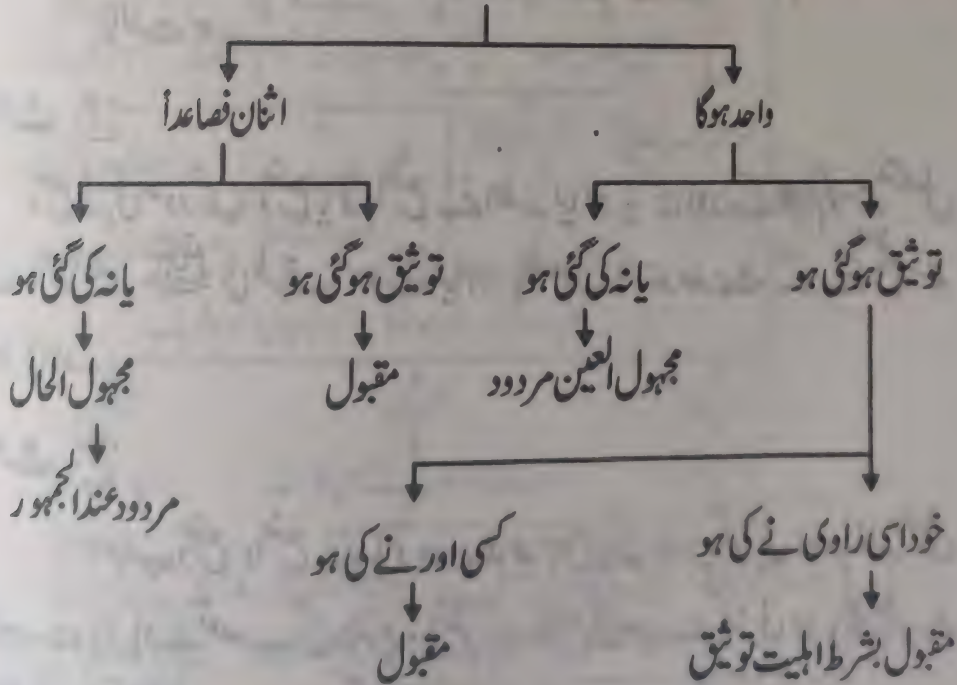 واحد ہوگا
اثنان فصاعداً
توثیق ہوگئی ہو
یا نہ کی گئی ہو
توثیق ہوگئی ہو
یا نہ کی گئی ہو
مجہول العین مردود
مقبول
مجہول الحال
مردود عند الجمہور
خود اسی راوی نے کی ہو
کسی اور نے کی ہو
مقبول بشرط اہلیت توثیق
مقبول